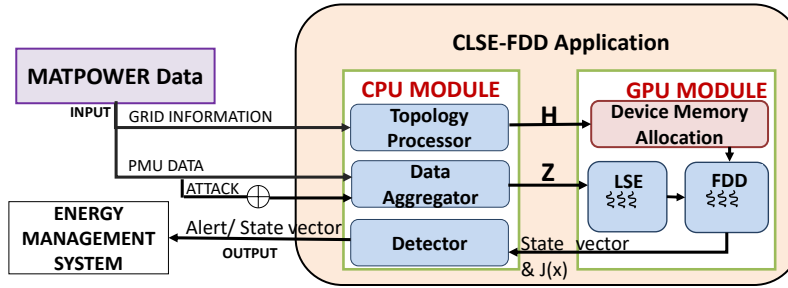 CLSE-FDD Application
MATPOWER Data
INPUT
GRID INFORMATION
PMU DATA
ATTACK
CPU MODULE
Topology
Processor
Data
Aggregator
Detector
H
Z
GPU MODULE
Device Memory
Allocation
LSE
FDD
State vector
& J(x)
Alert/ State vector
OUTPUT
ENERGY
MANAGEMENT
SYSTEM